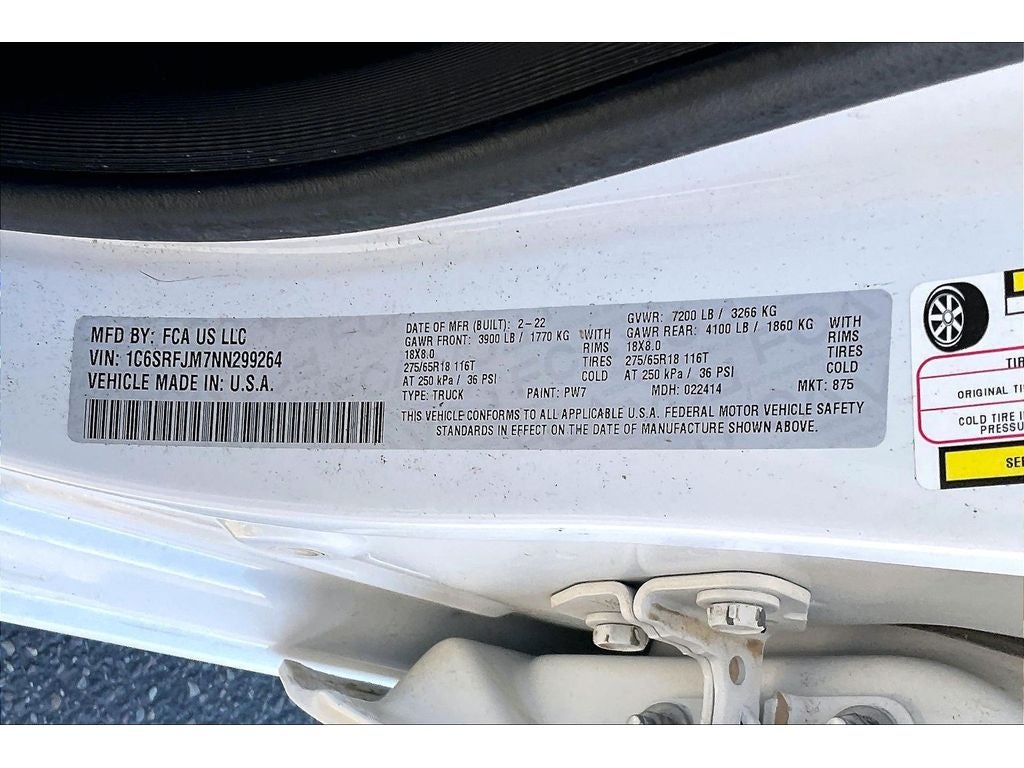 MFD BY: FCA US LLC
VIN: 1C6SRFJM7NN299264
VEHICLE MADE IN: U.S.A.
DATE OF MFR (BUILT): 2-22
GAWR FRONT: 3900 LB / 1770 KG WITH
18X8.0 RIMS
275/65R18 116T TIRES
AT 250 kPa / 36 PSI COLD
TYPE: TRUCK PAINT: PW7
GVWR: 7200 LB / 3266 KG
GAWR REAR: 4100 LB / 1860 KG WITH
18X8.0 RIMS
275/65R18 116T TIRES
AT 250 kPa / 36 PSI COLD
MDH: 022414 MKT: 875
THIS VEHICLE CONFORMS TO ALL APPLICABLE U.S.A. FEDERAL MOTOR VEHICLE SAFETY
STANDARDS IN EFFECT ON THE DATE OF MANUFACTURE SHOWN ABOVE.
ORIGINAL
COLD TIRE